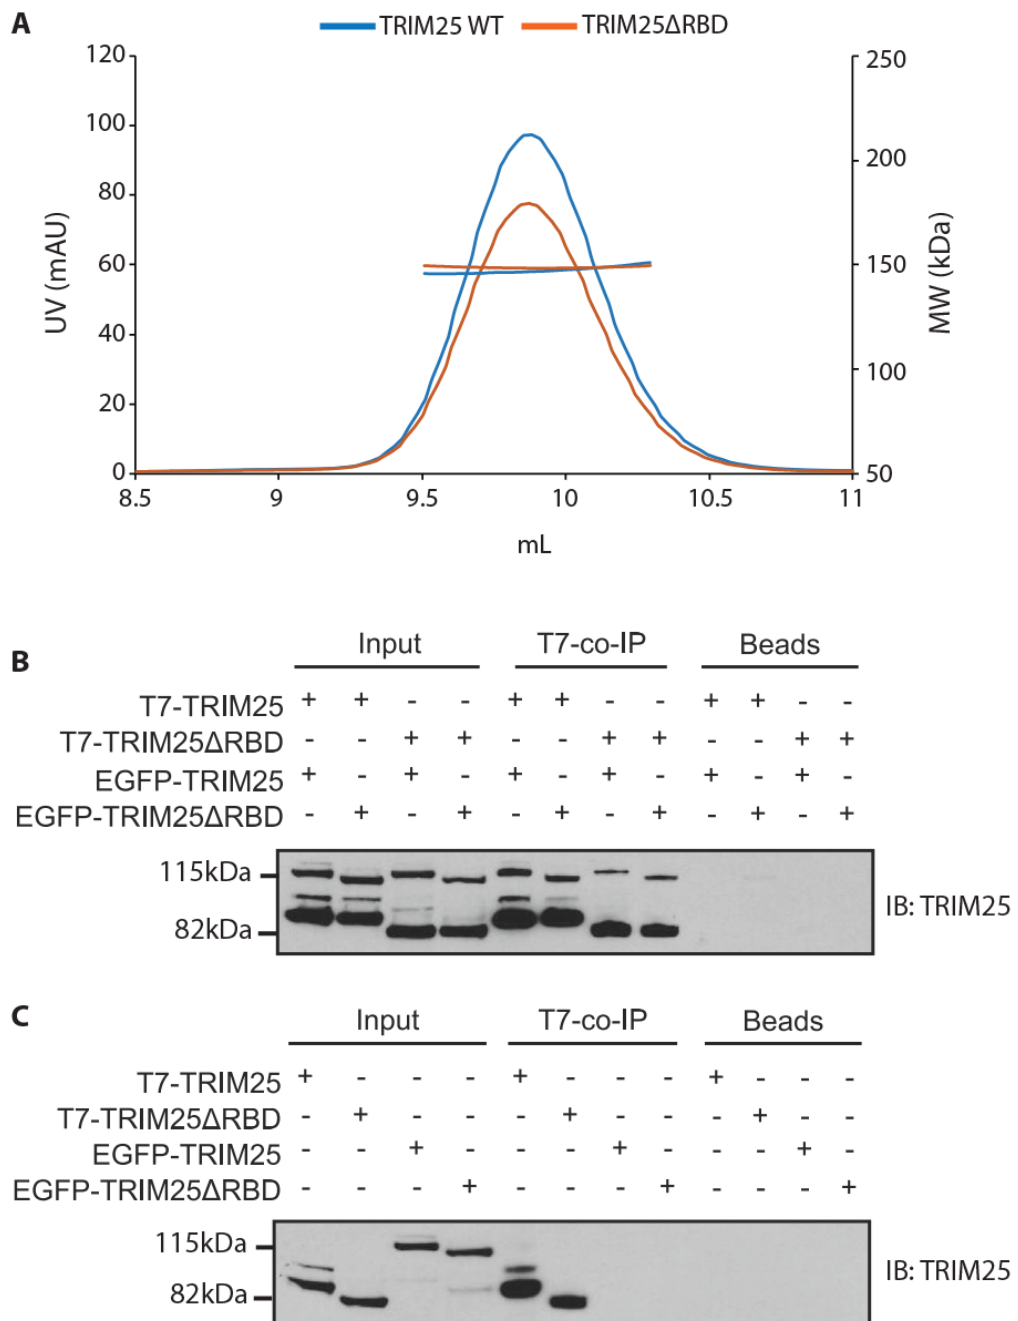 A
TRIM25 WT
TRIM25ΔRBD
120
100
80
60
40
20
0
UV (mAU)
250
200
150
100
50
MW (kDa)
8.5
9
9.5
10
10.5
11
mL
B
Input
T7-co-IP
Beads
T7-TRIM25 + + - - + + - - + + - -
T7-TRIM25ΔRBD - - + + - - + + - - + +
EGFP-TRIM25 + - + - + - + - + - + -
EGFP-TRIM25ΔRBD - + - + - + - + - + - +
115kDa
82kDa
IB: TRIM25
C
Input
T7-co-IP
Beads
T7-TRIM25 + - - - + - - - + - - -
T7-TRIM25ΔRBD - + - - - + - - - + - -
EGFP-TRIM25 - - + - - - + - - - + -
EGFP-TRIM25ΔRBD - - - + - - - + - - - +
115kDa
82kDa
IB: TRIM25